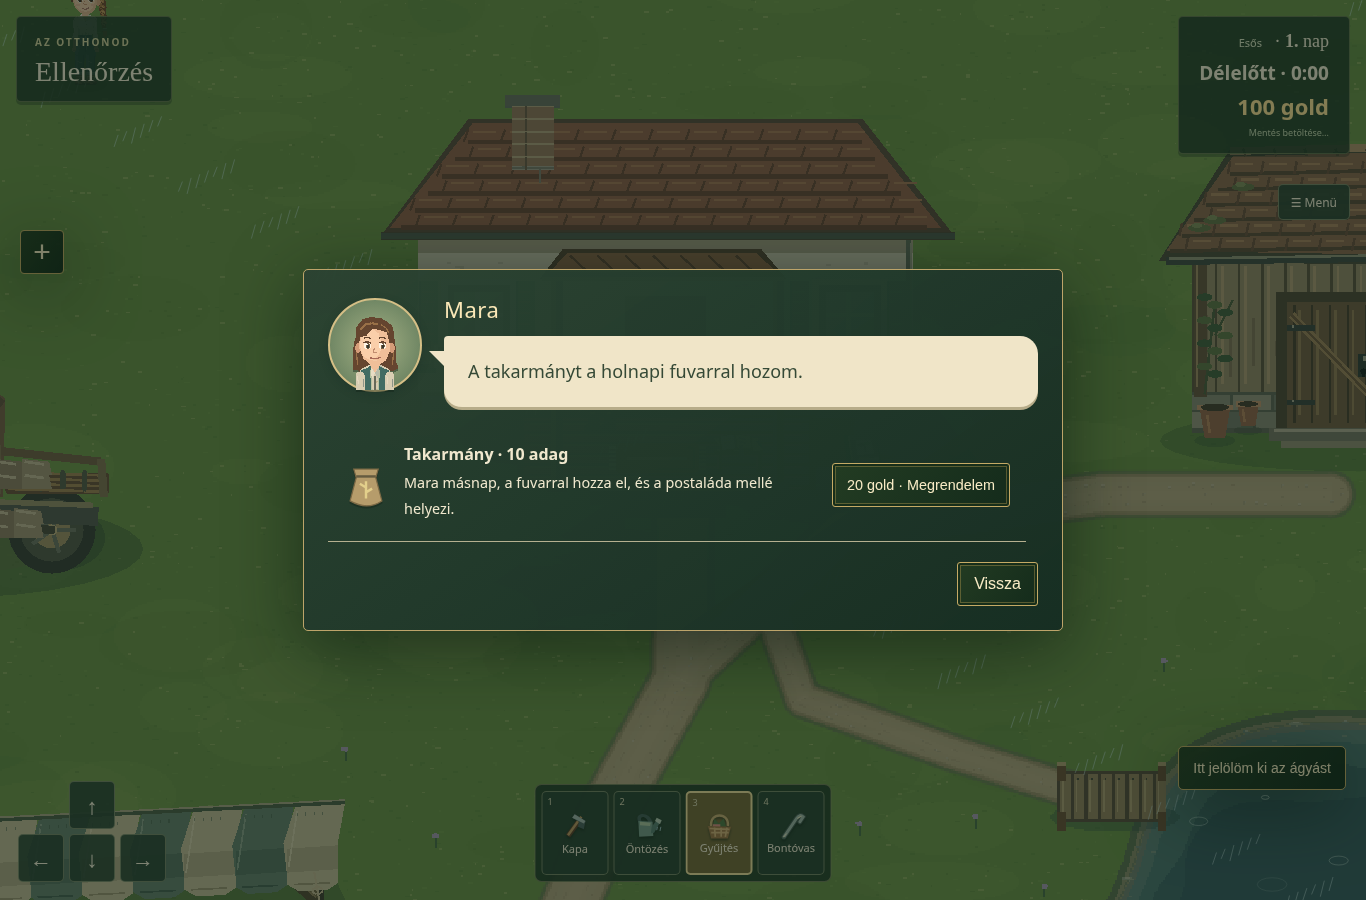 AZ OTTHONOD
Ellenőrzés
Esős · 1. nap
Délelőtt · 0:00
100 gold
Mentés betöltése...
☰ Menü
+
Mara
A takarmányt a holnapi fuvarral hozom.
Takarmány · 10 adag
Mara másnap, a fuvarral hozza el, és a postaláda mellé
helyezi.
20 gold · Megrendelem
Vissza
Itt jelölöm ki az ágyást
↑
← ↓ →
1 2 3 4
Kapa Öntözés Gyűjtés Bontóvas